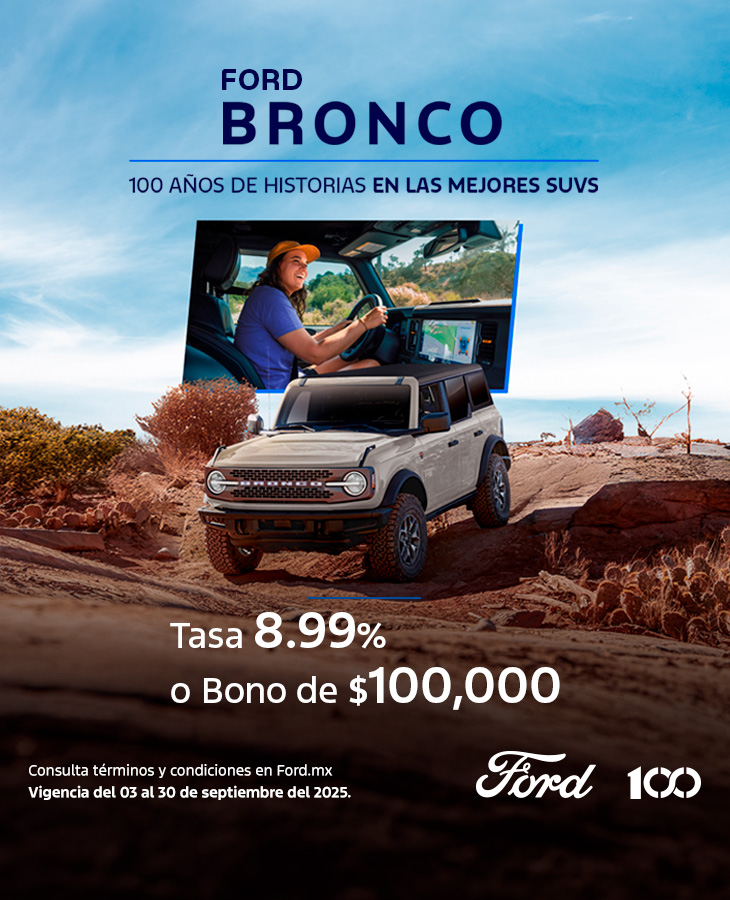 FORD
BRONCO
100 AÑOS DE HISTORIAS EN LAS MEJORES SUVS
BRONCO
Tasa 8.99%
o Bono de $100,000
Consulta términos y condiciones en Ford.mx
Vigencia del 03 al 30 de septiembre del 2025.
Ford 100